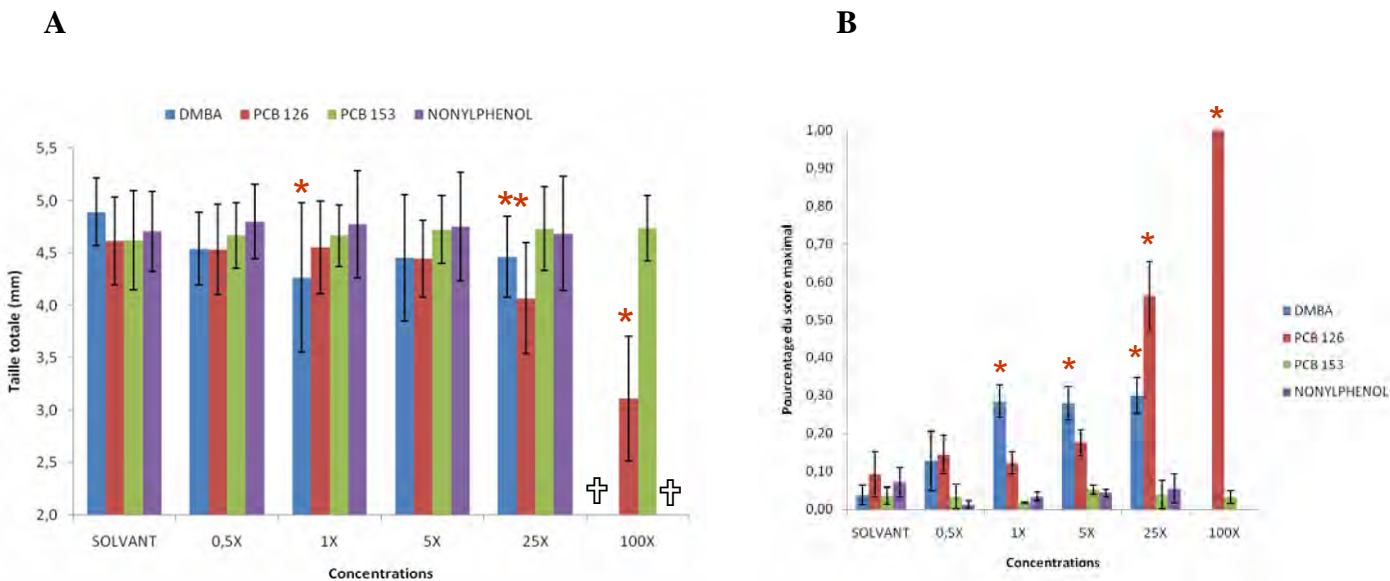 A
B
DMBA PCB 126 PCB 153 NONYLPHENOL
Taille totale (mm)
5,5
5,0
4,5
4,0
3,5
3,0
2,5
2,0
*
**
*
SOLVANT 0,5X 1X 5X 25X 100X
Concentrations
Pourcentage du score maximal
1,00
0,90
0,80
0,70
0,60
0,50
0,40
0,30
0,20
0,10
0,00
*
*
*
*
*
SOLVANT 0,5X 1X 5X 25X 100X
Concentrations
DMBA
PCB 126
PCB 153
NONYLPHENOL